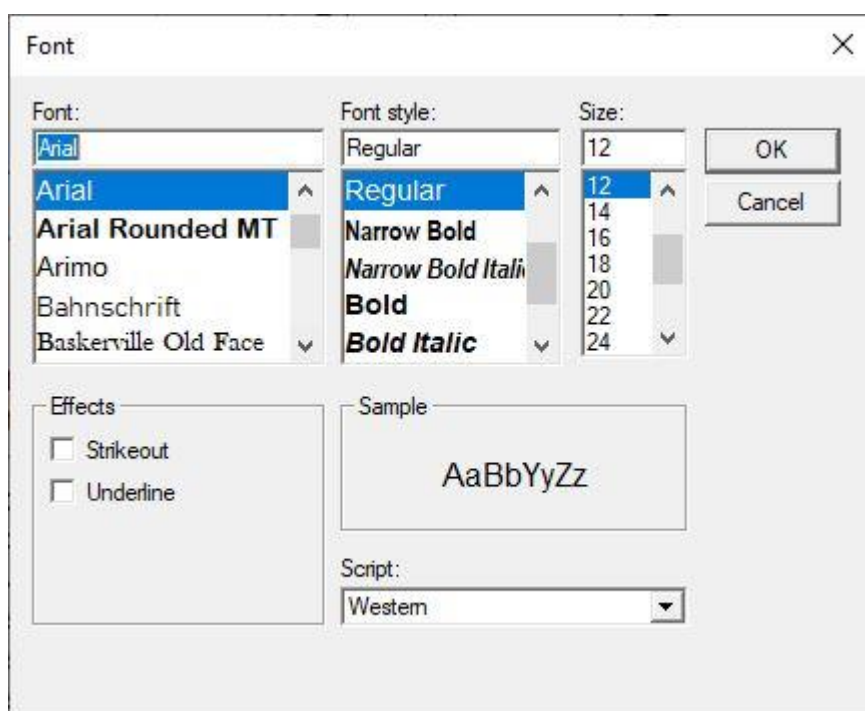 Font
Font:
Font style:
Size:
Arial
Regular
12
OK
Cancel
Arial
Arial Rounded MT
Arimo
Bahnschrift
Baskerville Old Face
Regular
Narrow Bold
Narrow Bold Itali
Bold
Bold Italic
12
14
16
18
20
22
24
Effects
Strikeout
Underline
Sample
AaBbYyZz
Script:
Western